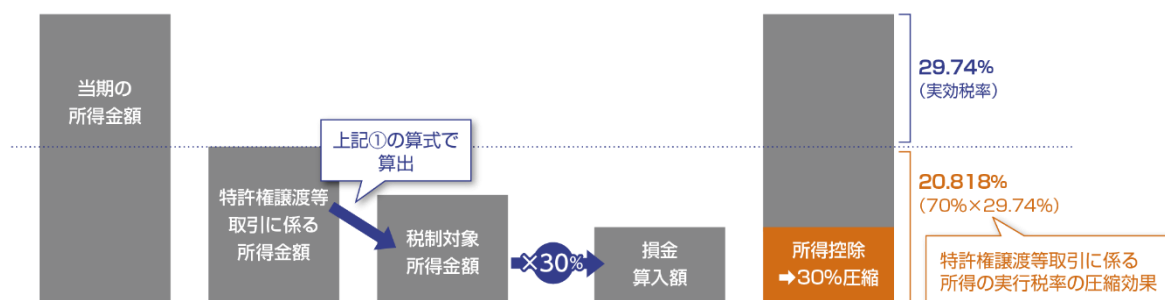 当期の
所得金額
上記①の算式で
算出
特許権譲渡等
取引に係る
所得金額
税制対象
所得金額
×30%
損金
算入額
所得控除
➡30%圧縮
29.74%
(実効税率)
20.818%
(70%×29.74%)
特許権譲渡等取引に係る
所得の実行税率の圧縮効果